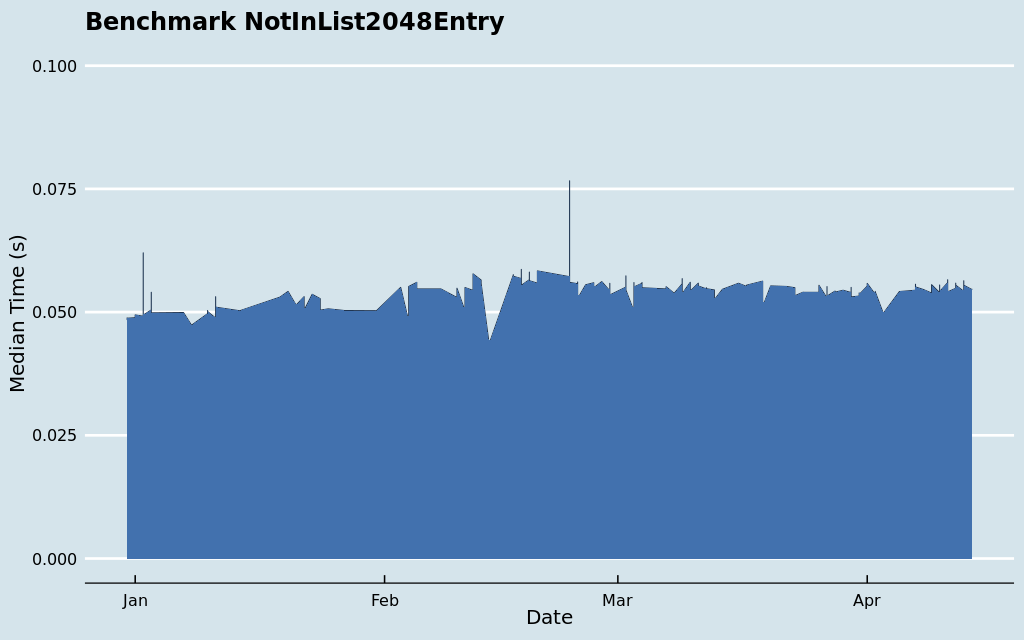 Benchmark NotInList2048Entry
0.100
0.075
0.050
0.025
0.000
Median Time (s)
Jan Feb Mar Apr
Date